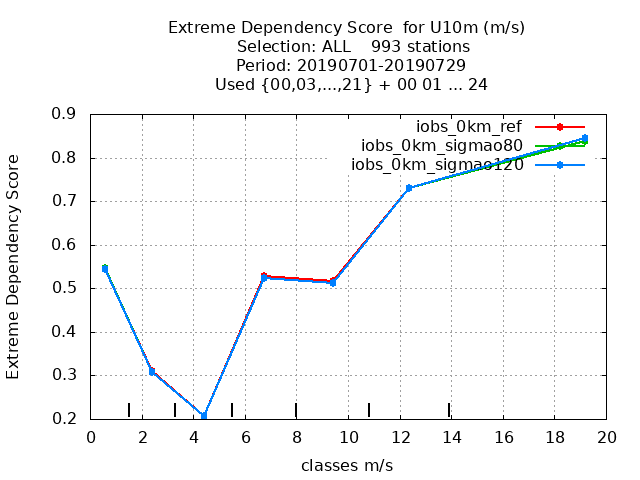 Extreme Dependency Score  for U10m (m/s)
Selection: ALL    993 stations
Period: 20190701-20190729
Used {00,03,...,21} + 00 01 ... 24
iobs_0km_ref
iobs_0km_sigmao80
iobs_0km_sigmao120
Extreme Dependency Score
0.9
0.8
0.7
0.6
0.5
0.4
0.3
0.2
0 2 4 6 8 10 12 14 16 18 20
classes m/s